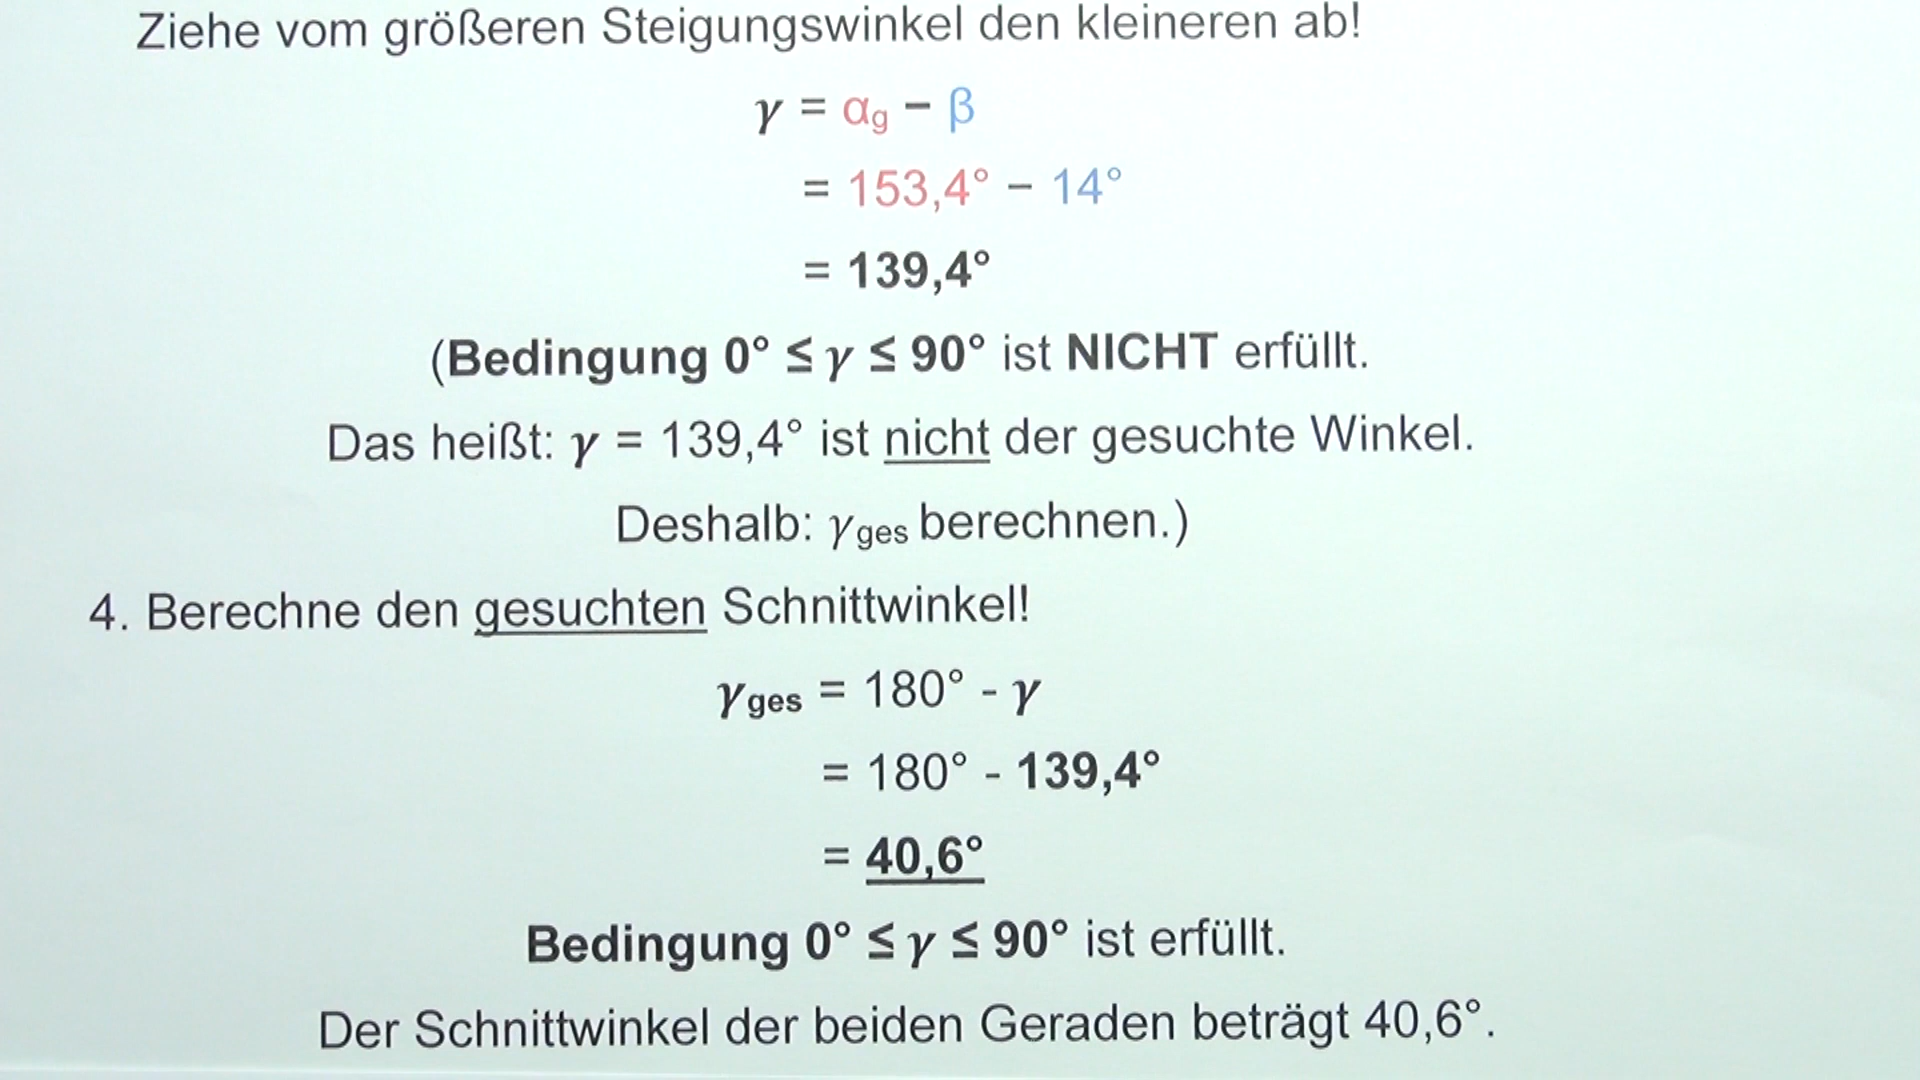 Ziehe vom größeren Steigungswinkel den kleineren ab!
γ = αg − β
= 153,4° − 14°
= 139,4°
(Bedingung 0° ≤ γ ≤ 90° ist NICHT erfüllt.
Das heißt: γ = 139,4° ist nicht der gesuchte Winkel.
Deshalb: γges berechnen.)
4. Berechne den gesuchten Schnittwinkel!
γges = 180° - γ
= 180° - 139,4°
= 40,6°
Bedingung 0° ≤ γ ≤ 90° ist erfüllt.
Der Schnittwinkel der beiden Geraden beträgt 40,6°.